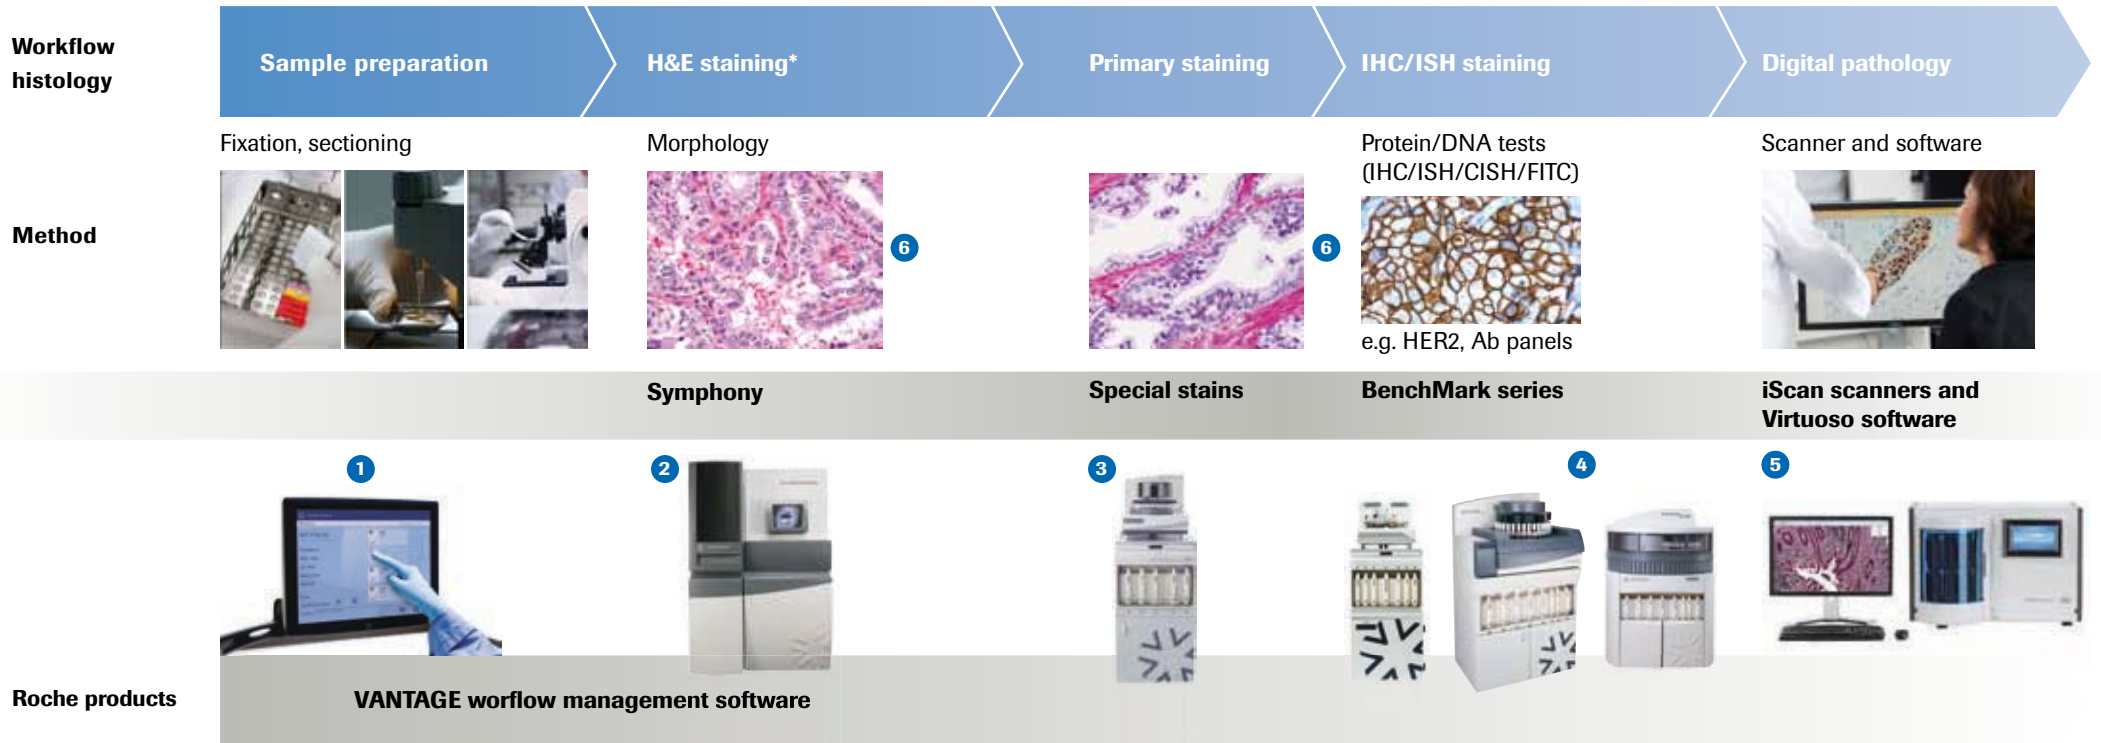 Workflow
histology
Sample preparation
H&E staining*
Primary staining
IHC/ISH staining
Digital pathology
Method
Fixation, sectioning
Morphology
6
6
Protein/DNA tests
(IHC/ISH/CISH/FITC)
e.g. HER2, Ab panels
Scanner and software
Symphony
Special stains
BenchMark series
iScan scanners and
Virtuoso software
1
2
3
4
5
Roche products
VANTAGE worflow management software